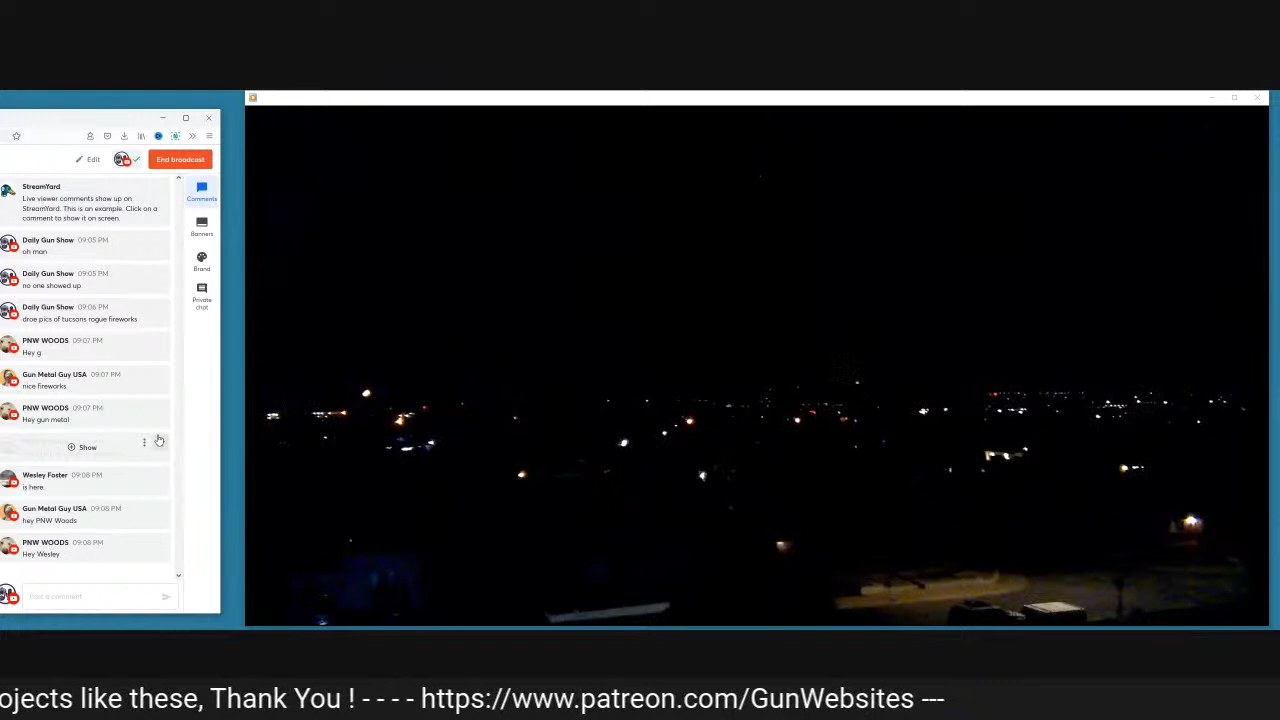 Edit
End broadcast
StreamYard
Live viewer comments show up on
StreamYard. This is an example. Click on a
comment to show it on screen.
Comments
Banners
Brand
Private
chat
Daily Gun Show 09:05 PM
oh man
Daily Gun Show 09:05 PM
no one showed up
Daily Gun Show 09:06 PM
droe pics of tucsons rogue fireworks
PNW WOODS 09:07 PM
Hey g
Gun Metal Guy USA 09:07 PM
nice fireworks
PNW WOODS 09:07 PM
Hey gun metal
Show
Wesley Foster 09:08 PM
is here.
Gun Metal Guy USA 09:08 PM
hey PNW Woods
PNW WOODS 09:08 PM
Hey Wesley
Post a comment
ojects like these, Thank You ! - - - - https://www.patreon.com/GunWebsites ---